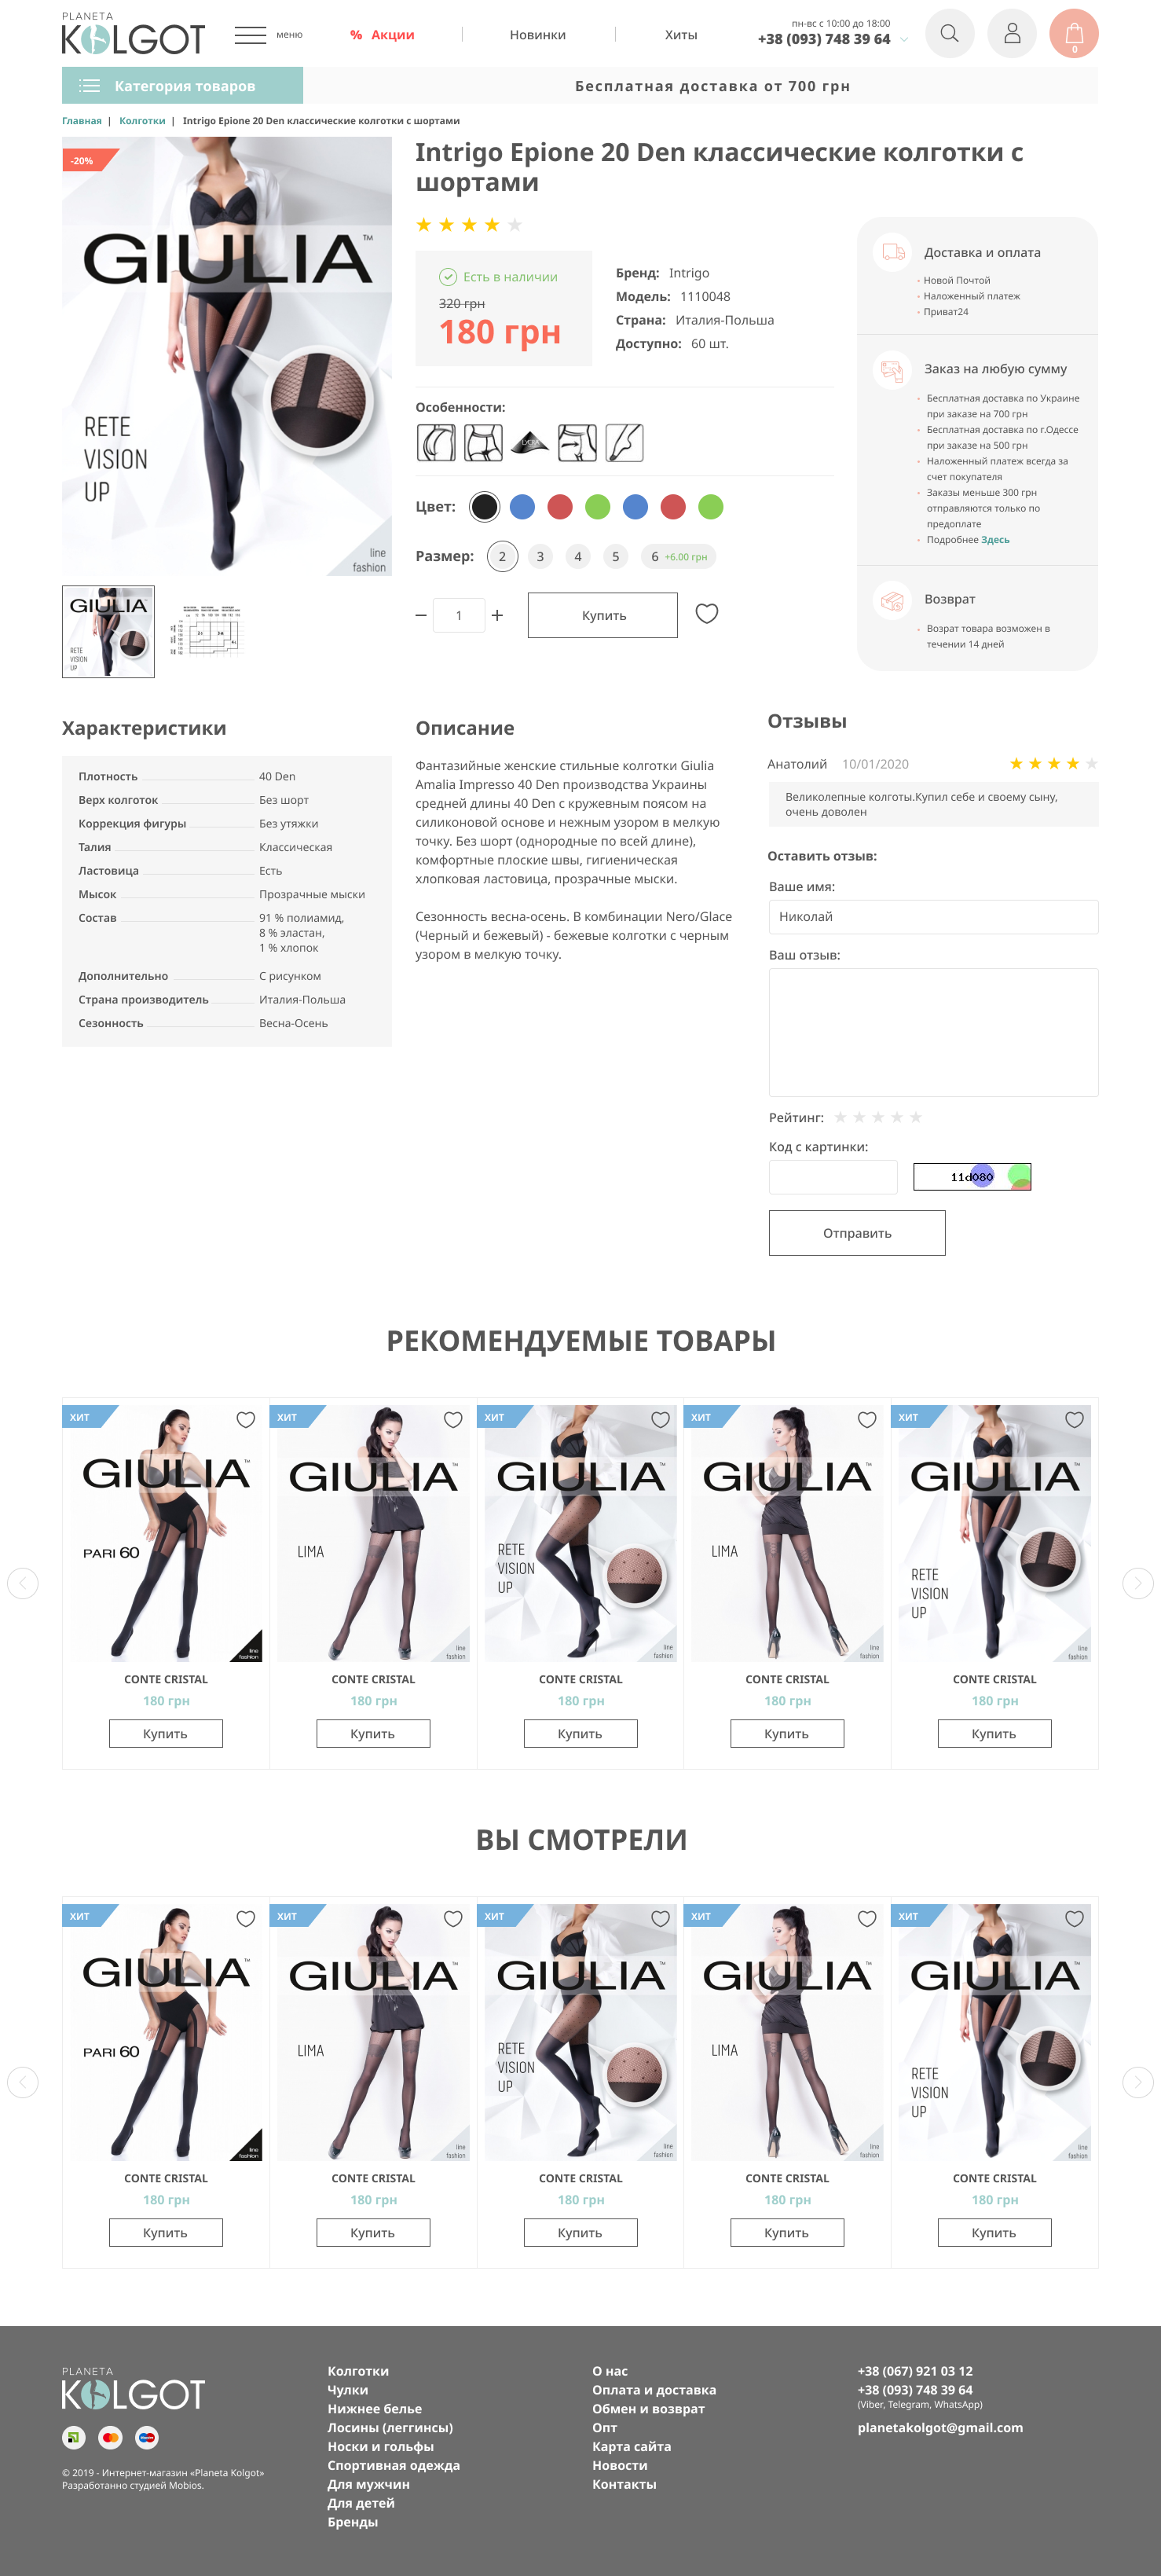 PLANETA
KOLGOT
меню
% Акции
Новинки
Хиты
пн-вс с 10:00 до 18:00
+38 (093) 748 39 64
0
Категория товаров
Бесплатная доставка от 700 грн
Главная | Колготки | Intrigo Epione 20 Den классические колготки с шортами
-20%
GIULIA™
RETE
VISION
UP
line
fashion
GIULIA
RETE
VISION
UP
Intrigo Epione 20 Den классические колготки с
шортами
Есть в наличии
320 грн
180 грн
Бренд: Intrigo
Модель: 1110048
Страна: Италия-Польша
Доступно: 60 шт.
Особенности:
LYCRA
Цвет:
Размер: 2 3 4 5 6 +6.00 грн
1
Купить
Доставка и оплата
Новой Почтой
Наложенный платеж
Приват24
Заказ на любую сумму
Бесплатная доставка по Украине
при заказе на 700 грн
Бесплатная доставка по г.Одессе
при заказе на 500 грн
Наложенный платеж всегда за
счет покупателя
Заказы меньше 300 грн
отправляются только по
предоплате
Подробнее Здесь
Возврат
Возрат товара возможен в
течении 14 дней
Характеристики
Плотность 40 Den
Верх колготок Без шорт
Коррекция фигуры Без утяжки
Талия Классическая
Ластовица Есть
Мысок Прозрачные мыски
Состав 91 % полиамид,
8 % эластан,
1 % хлопок
Дополнительно С рисунком
Страна производитель Италия-Польша
Сезонность Весна-Осень
Описание
Фантазийные женские стильные колготки Giulia
Amalia Impresso 40 Den производства Украины
средней длины 40 Den с кружевным поясом на
силиконовой основе и нежным узором в мелкую
точку. Без шорт (однородные по всей длине),
комфортные плоские швы, гигиеническая
хлопковая ластовица, прозрачные мыски.
Сезонность весна-осень. В комбинации Nero/Glace
(Черный и бежевый) - бежевые колготки с черным
узором в мелкую точку.
Отзывы
Анатолий 10/01/2020
Великолепные колготы.Купил себе и своему сыну,
очень доволен
Оставить отзыв:
Ваше имя:
Николай
Ваш отзыв:
Рейтинг:
Код с картинки:
11d080
Отправить
РЕКОМЕНДУЕМЫЕ ТОВАРЫ
ХИТ
GIULIA™
PARI 60
line
fashion
CONTE CRISTAL
180 грн
Купить
ХИТ
GIULIA™
LIMA
line
fashion
CONTE CRISTAL
180 грн
Купить
ХИТ
GIULIA™
RETE
VISION
UP
line
fashion
CONTE CRISTAL
180 грн
Купить
ХИТ
GIULIA™
LIMA
line
fashion
CONTE CRISTAL
180 грн
Купить
ХИТ
GIULIA™
RETE
VISION
UP
line
fashion
CONTE CRISTAL
180 грн
Купить
ВЫ СМОТРЕЛИ
ХИТ
GIULIA™
PARI 60
line
fashion
CONTE CRISTAL
180 грн
Купить
ХИТ
GIULIA™
LIMA
line
fashion
CONTE CRISTAL
180 грн
Купить
ХИТ
GIULIA™
RETE
VISION
UP
line
fashion
CONTE CRISTAL
180 грн
Купить
ХИТ
GIULIA™
LIMA
line
fashion
CONTE CRISTAL
180 грн
Купить
ХИТ
GIULIA™
RETE
VISION
UP
line
fashion
CONTE CRISTAL
180 грн
Купить
PLANETA
KOLGOT
© 2019 - Интернет-магазин «Planeta Kolgot»
Разработанно студией Mobios.
Колготки
Чулки
Нижнее белье
Лосины (леггинсы)
Носки и гольфы
Спортивная одежда
Для мужчин
Для детей
Бренды
О нас
Оплата и доставка
Обмен и возврат
Опт
Карта сайта
Новости
Контакты
+38 (067) 921 03 12
+38 (093) 748 39 64
(Viber, Telegram, WhatsApp)
planetakolgot@gmail.com